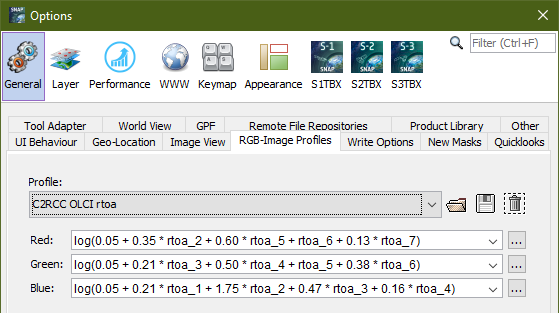 SNAP
Options
General
Layer
Performance
WWW
Keymap
Appearance
S-1
SNAP
S1TBX
S-2
SNAP
S2TBX
S-3
SNAP
S3TBX
Filter (Ctrl+F)
Tool Adapter World View GPF Remote File Repositories Product Library Other
UI Behaviour Geo-Location Image View RGB-Image Profiles Write Options New Masks Quicklooks
Profile:
C2RCC OLCI rtoa
Red: log(0.05 + 0.35 * rtoa_2 + 0.60 * rtoa_5 + rtoa_6 + 0.13 * rtoa_7) ...
Green: log(0.05 + 0.21 * rtoa_3 + 0.50 * rtoa_4 + rtoa_5 + 0.38 * rtoa_6) ...
Blue: log(0.05 + 0.21 * rtoa_1 + 1.75 * rtoa_2 + 0.47 * rtoa_3 + 0.16 * rtoa_4) ...